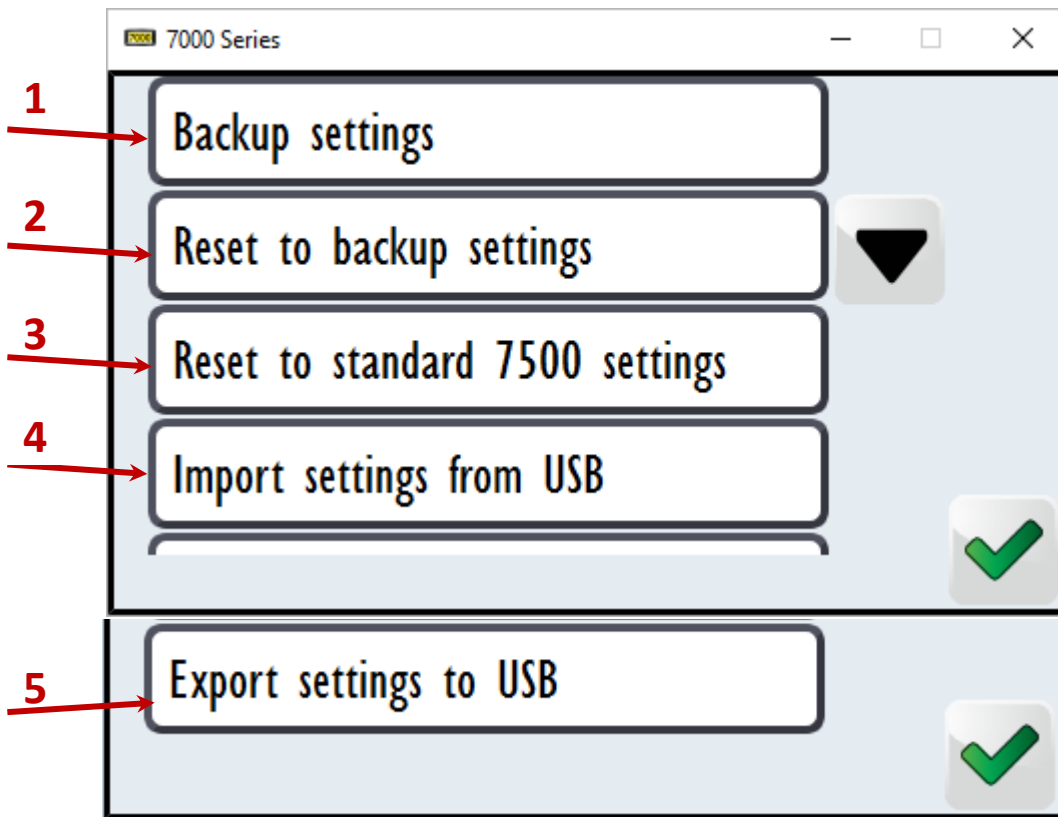 7000 7000 Series
1
Backup settings
2
Reset to backup settings
3
Reset to standard 7500 settings
4
Import settings from USB
5
Export settings to USB